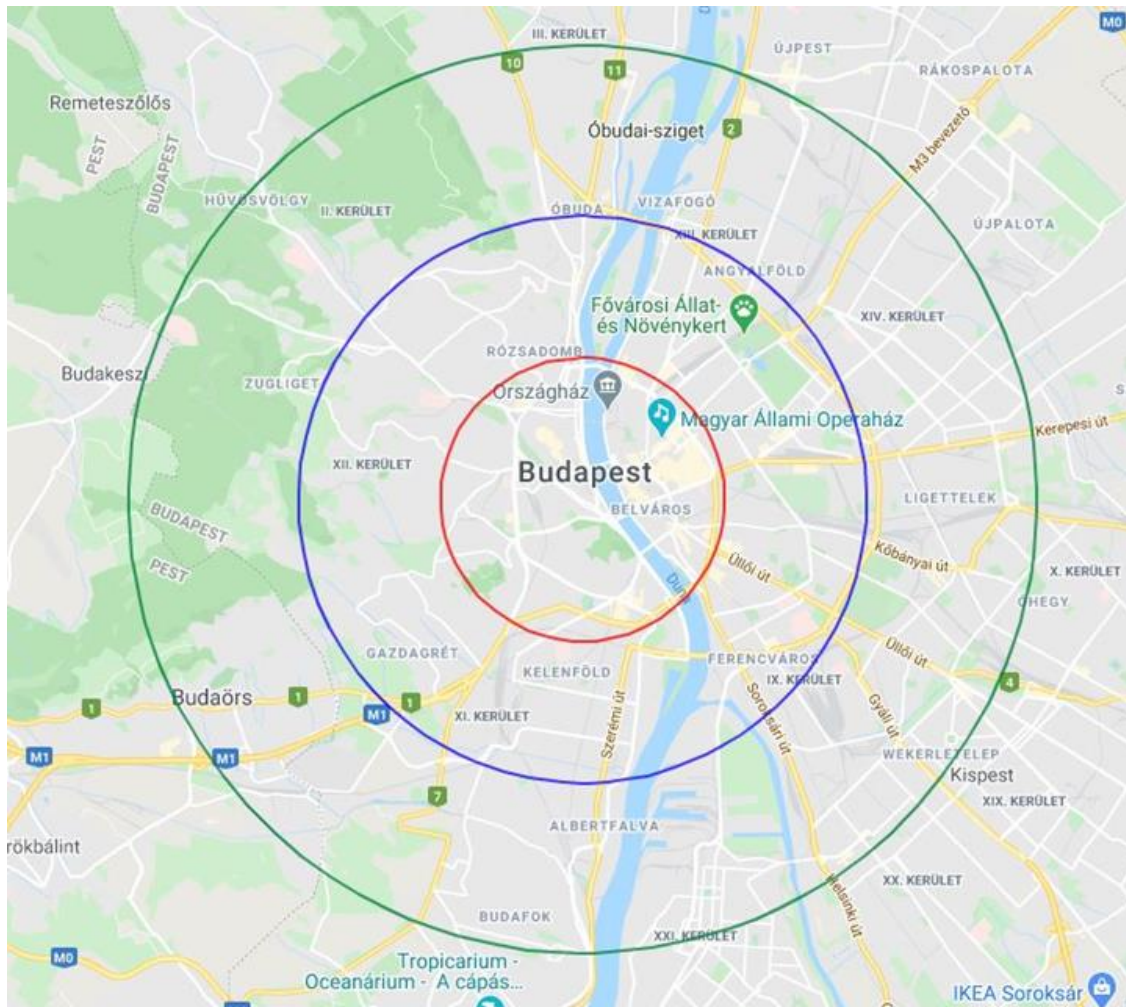 III. KERÜLET
ÚJPEST
M0
RÁKOSPALOTA
10
11
Remeteszőlős
Óbudai-sziget
2
M3 bevezető
PEST
BUDAPEST
HŰVÖSVÖLGY
II. KERÜLET
ÓBUDA
VIZAFOGÓ
XIII. KERÜLET
ÚJPALOTA
ANGYALFÖLD
Fővárosi Állat-
és Növénykert
XIV. KERÜLET
RÓZSADOMB
Budakeszi
ZUGLIGET
Országház
Magyar Állami Operaház
Kerepesi út
XII. KERÜLET
Budapest
BELVÁROS
LIGETTELEK
BUDAPEST
PEST
Kőbányai út
Üllői út
Duna
X. KERÜLET
ÓHEGY
GAZDAGRÉT
KELENFÖLD
FERENCVÁROS
Üllői út
IX. KERÜLET
4
Budaörs
1
1
1
M1
XI. KERÜLET
Szerémi út
Soroksári út
Gyáli út
M1
M1
WEKERLETELEP
Kispest
7
XIX. KERÜLET
ALBERTFALVA
rökbálint
XX. KERÜLET
Helsinki út
BUDAFOK
XXI. KERÜLET
M0
Tropicarium -
Oceanárium - A cápás...
IKEA Soroksár